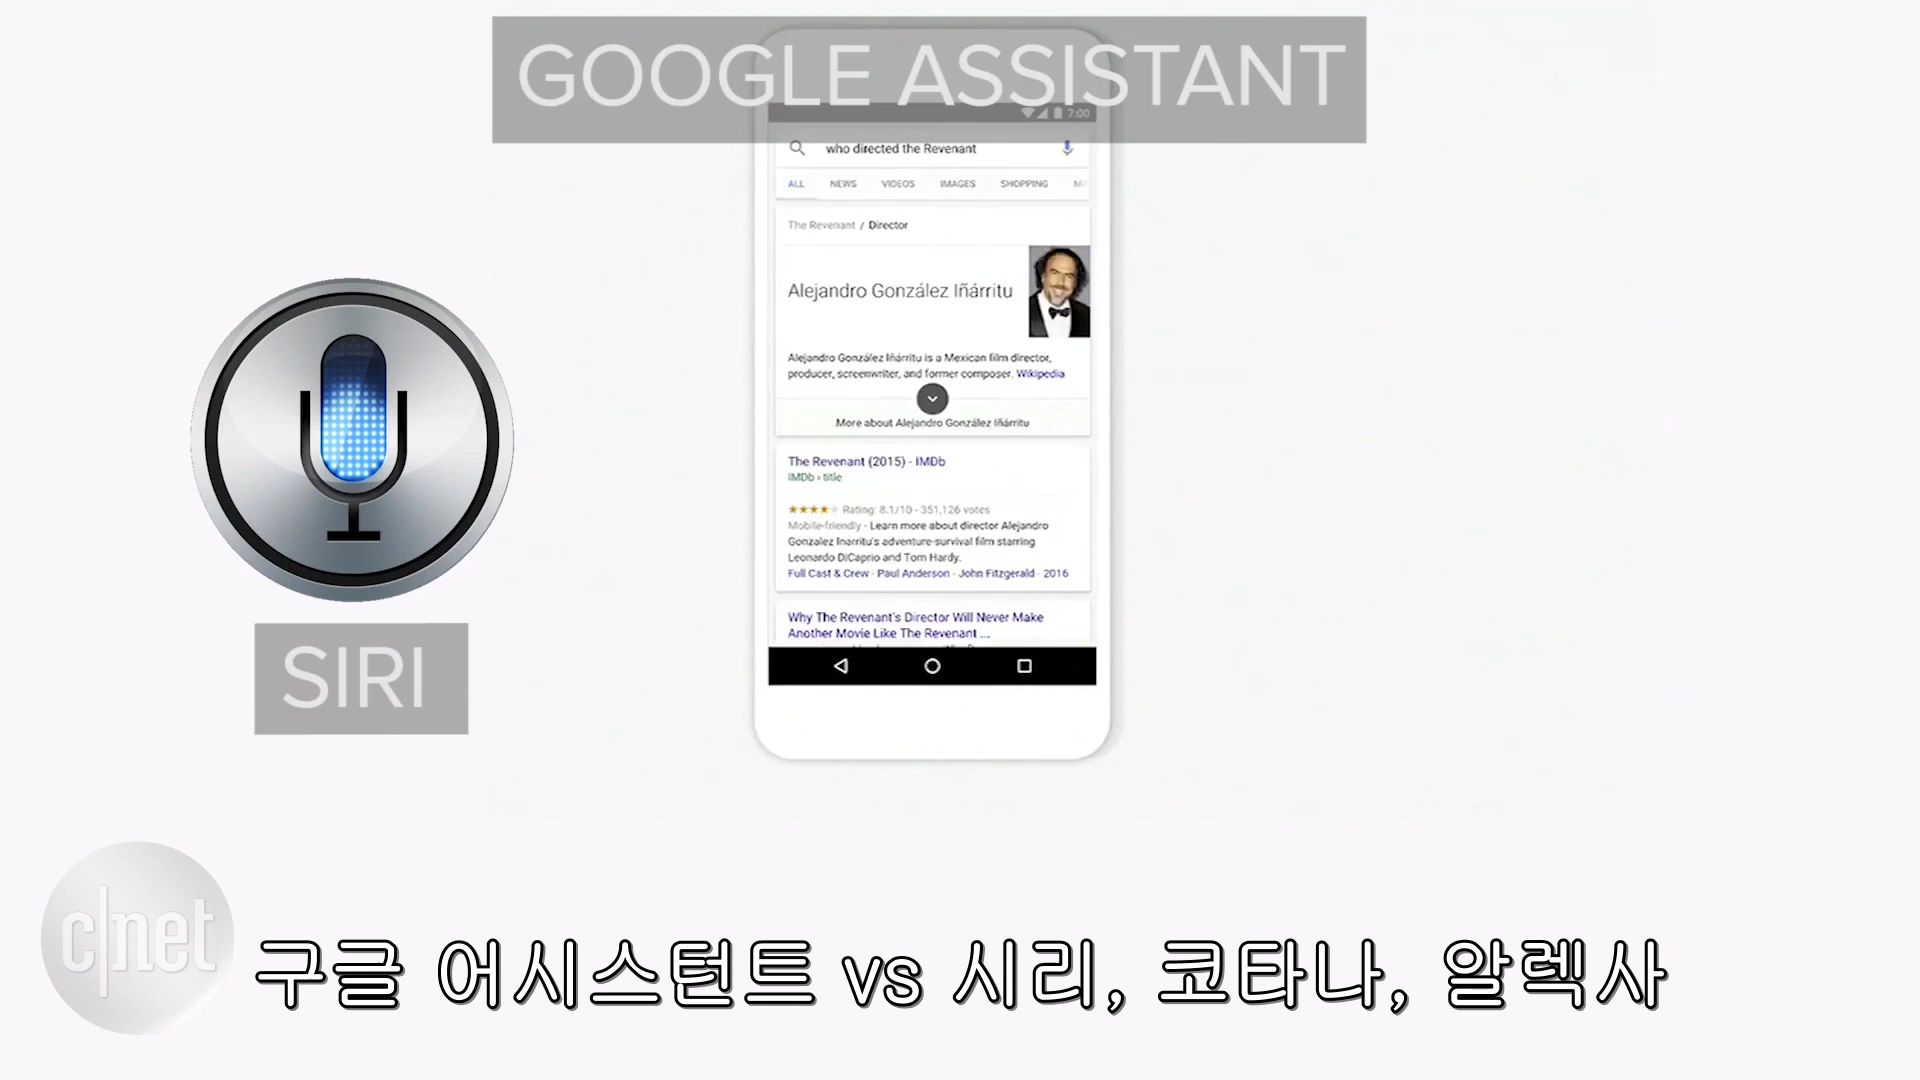 GOOGLE ASSISTANT
7:00
who directed the Revenant
ALL NEWS VIDEOS IMAGES SHOPPING
The Revenant / Director
Alejandro González Iñárritu
Alejandro González Iñárritu is a Mexican film director,
producer, screenwriter, and former composer. Wikipedia
More about Alejandro González Iñárritu
The Revenant (2015) - IMDb
IMDb › title
Rating: 8.1/10 - 351,126 votes
Mobile-friendly - Learn more about director Alejandro
Gonzalez Inarritu's adventure-survival film starring
Leonardo DiCaprio and Tom Hardy.
Full Cast & Crew - Paul Anderson - John Fitzgerald - 2016
Why The Revenant's Director Will Never Make
Another Movie Like The Revenant ...
SIRI
c|net
구글 어시스턴트 vs 시리, 코타나, 알렉사